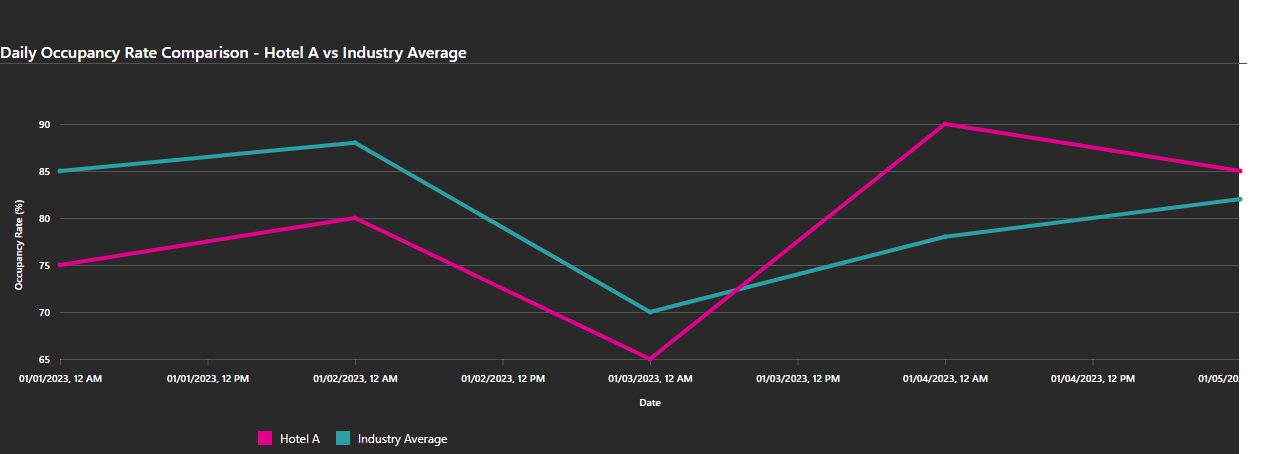 Daily Occupancy Rate Comparison - Hotel A vs Industry Average
90
85
80
75
70
65
Occupancy Rate (%)
01/01/2023, 12 AM 01/01/2023, 12 PM 01/02/2023, 12 AM 01/02/2023, 12 PM 01/03/2023, 12 AM 01/03/2023, 12 PM 01/04/2023, 12 AM 01/04/2023, 12 PM 01/05/202
Date
Hotel A Industry Average